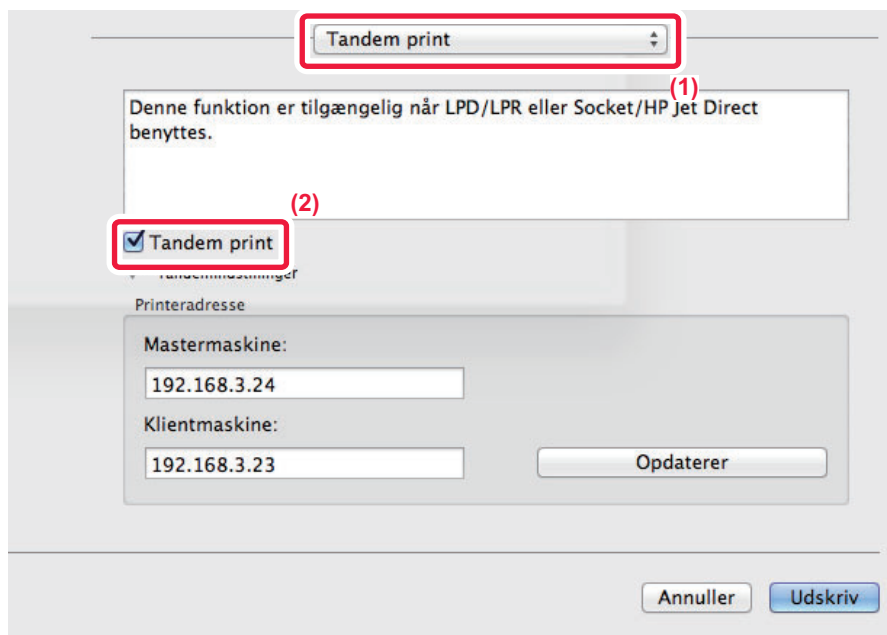 Tandem print
(1)
Denne funktion er tilgængelig når LPD/LPR eller Socket/HP Jet Direct
benyttes.
(2)
Tandem print
Tandemindstillinger
Printeradresse
Mastermaskine:
192.168.3.24
Klientmaskine:
192.168.3.23
Opdaterer
Annuller
Udskriv